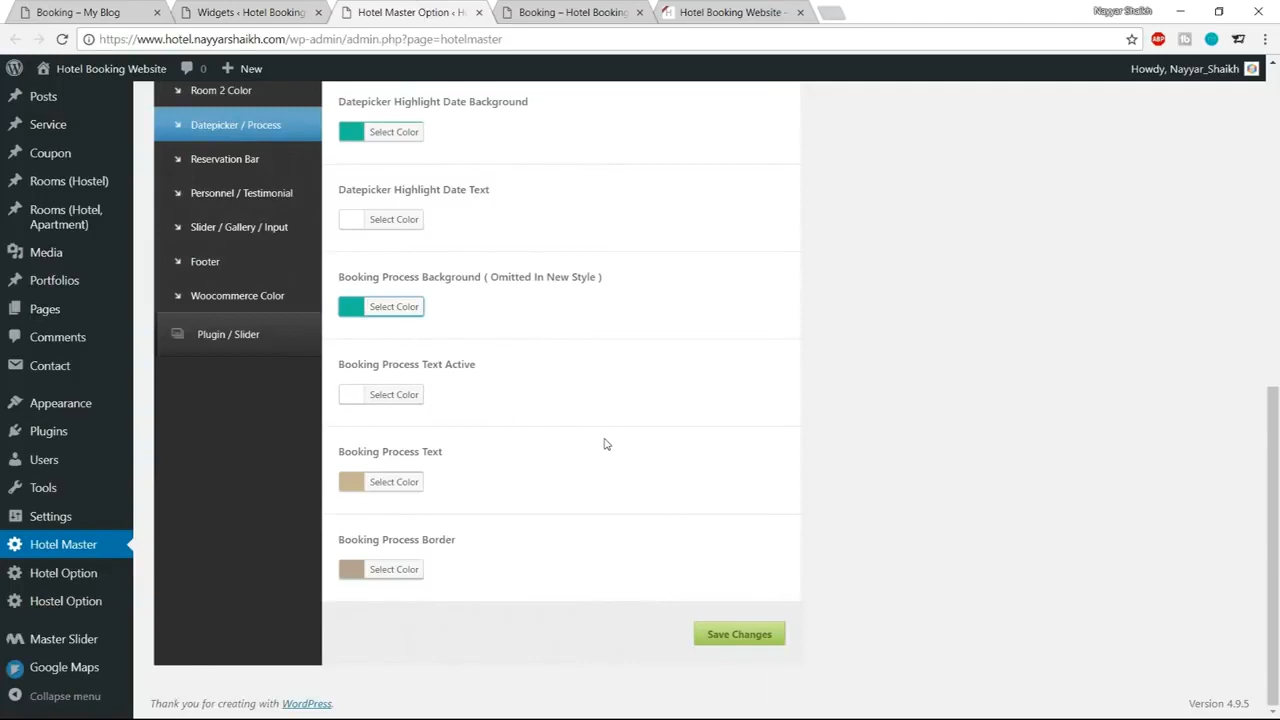 Booking – My Blog
Widgets ‹ Hotel Booking
Hotel Master Option ‹ H
Booking – Hotel Booking
Hotel Booking Website -
Nayyar Shaikh
https://www.hotel.nayyarshaikh.com/wp-admin/admin.php?page=hotelmaster
Hotel Booking Website
0
New
Howdy, Nayyar_Shaikh
Posts
Service
Coupon
Rooms (Hostel)
Rooms (Hotel,
Apartment)
Media
Portfolios
Pages
Comments
Contact
Appearance
Plugins
Users
Tools
Settings
Hotel Master
Hotel Option
Hostel Option
Master Slider
Google Maps
Collapse menu
Room 2 Color
Datepicker / Process
Reservation Bar
Personnel / Testimonial
Slider / Gallery / Input
Footer
Woocommerce Color
Plugin / Slider
Datepicker Highlight Date Background
Select Color
Datepicker Highlight Date Text
Select Color
Booking Process Background ( Omitted In New Style )
Select Color
Booking Process Text Active
Select Color
Booking Process Text
Select Color
Booking Process Border
Select Color
Save Changes
Thank you for creating with WordPress.
Version 4.9.5